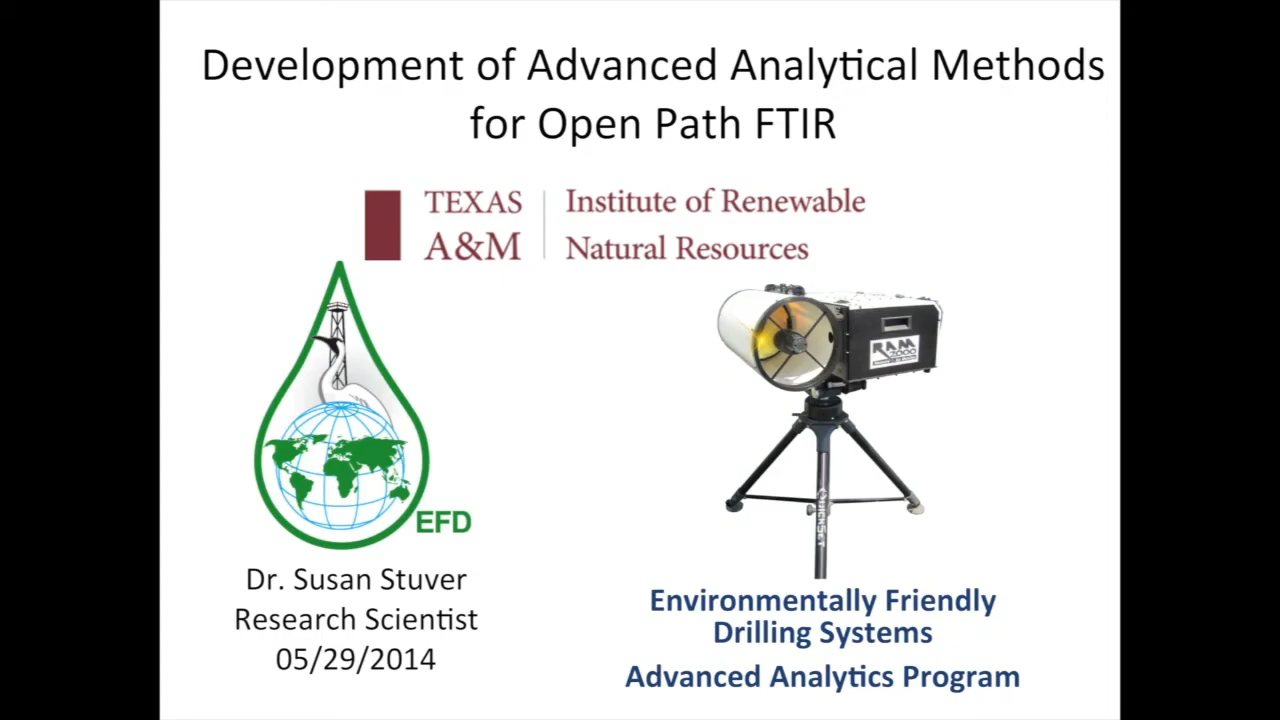 Development of Advanced Analytical Methods
for Open Path FTIR
TEXAS A&M
Institute of Renewable
Natural Resources
RAM
2000
QUICKSET
EFD
Dr. Susan Stuver
Research Scientist
05/29/2014
Environmentally Friendly
Drilling Systems
Advanced Analytics Program